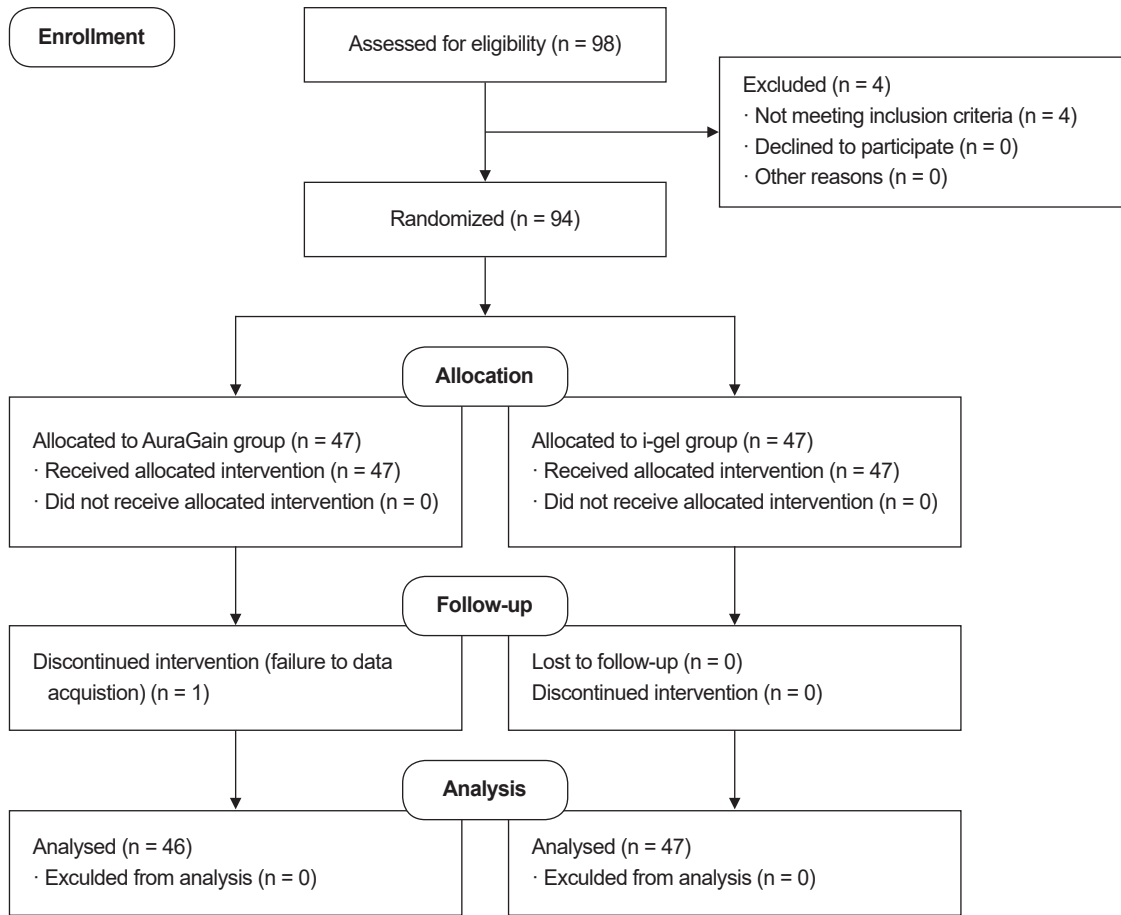 Enrollment
Assessed for eligibility (n = 98)
Excluded (n = 4)
· Not meeting inclusion criteria (n = 4)
· Declined to participate (n = 0)
· Other reasons (n = 0)
Randomized (n = 94)
Allocation
Allocated to AuraGain group (n = 47)
· Received allocated intervention (n = 47)
· Did not receive allocated intervention (n = 0)
Allocated to i-gel group (n = 47)
· Received allocated intervention (n = 47)
· Did not receive allocated intervention (n = 0)
Follow-up
Discontinued intervention (failure to data
acquistion) (n = 1)
Lost to follow-up (n = 0)
Discontinued intervention (n = 0)
Analysis
Analysed (n = 46)
· Exculded from analysis (n = 0)
Analysed (n = 47)
· Exculded from analysis (n = 0)